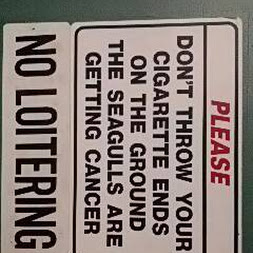 PLEASE
DON'T THROW YOUR
CIGARETTE ENDS
ON THE GROUND
THE SEAGULLS ARE
GETTING CANCER
NO LOITERING